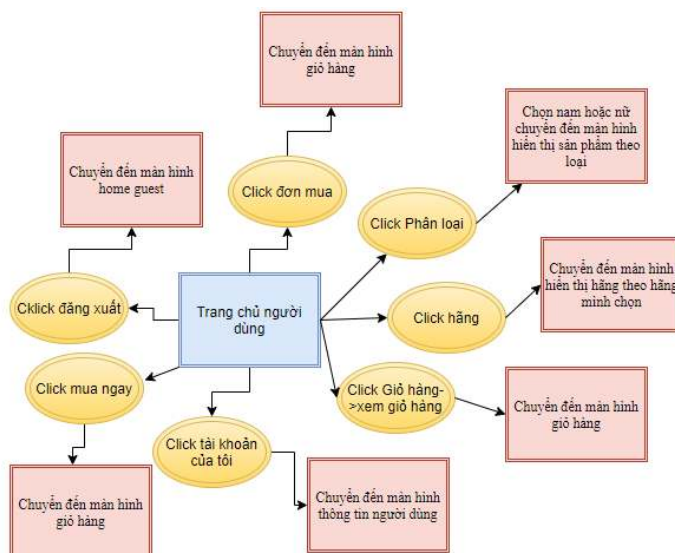 Chuyển đến màn hình
giỏ hàng
Chọn nam hoặc nữ
chuyển đến màn hình
hiển thị sản phẩm theo
loại
Chuyển đến màn hình
home guest
Click đơn mua
Click Phân loại
Chuyển đến màn hình
hiển thị hãng theo hãng
mình chọn
Cklick đăng xuất
Trang chủ người
dùng
Click hãng
Click mua ngay
Click Giỏ hàng-
>xem giỏ hàng
Chuyển đến màn hình
giỏ hàng
Click tài khoản
của tôi
Chuyển đến màn hình
giỏ hàng
Chuyển đến màn hình
thông tin người dùng